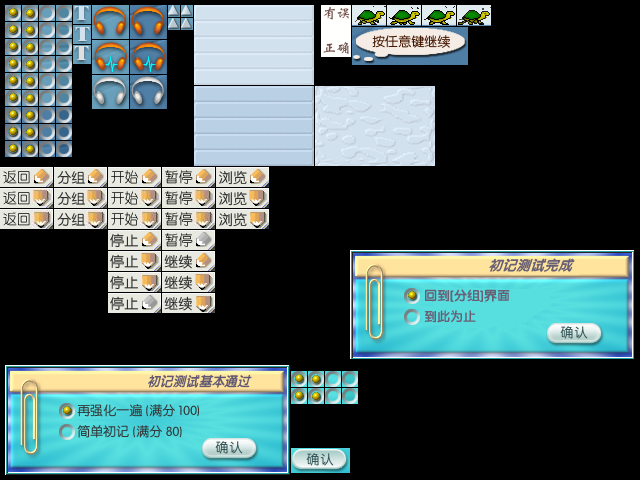 有误
正确
按任意键继续
返回 分组 开始 暂停 浏览
返回 分组 开始 暂停 浏览
返回 分组 开始 暂停 浏览
停止 暂停
停止 继续
停止 继续
停止 继续
初记测试完成
回到[分组]界面
到此为止
确认
初记测试基本通过
再强化一遍 (满分 100)
简单初记 (满分 80)
确认
确认